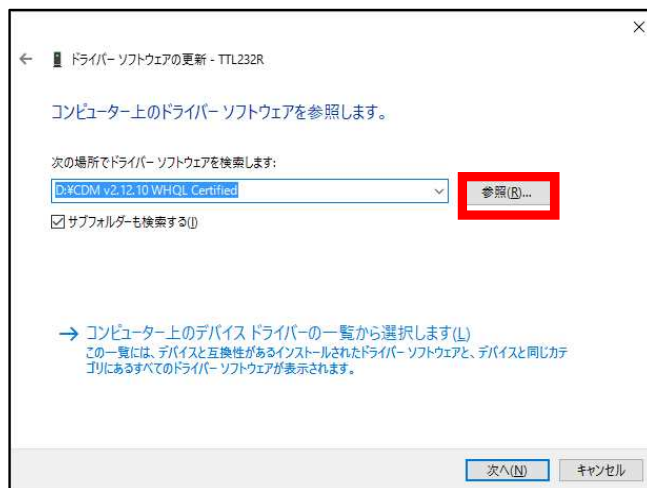 ドライバー ソフトウェアの更新 - TTL232R
コンピューター上のドライバー ソフトウェアを参照します。
次の場所でドライバー ソフトウェアを検索します:
D:¥CDM v2.12.10 WHQL Certified
参照(R)...
サブフォルダーも検索する(I)
コンピューター上のデバイス ドライバーの一覧から選択します(L)
この一覧には、デバイスと互換性があるインストールされたドライバー ソフトウェアと、デバイスと同じカテ
ゴリにあるすべてのドライバー ソフトウェアが表示されます。
次へ(N)
キャンセル